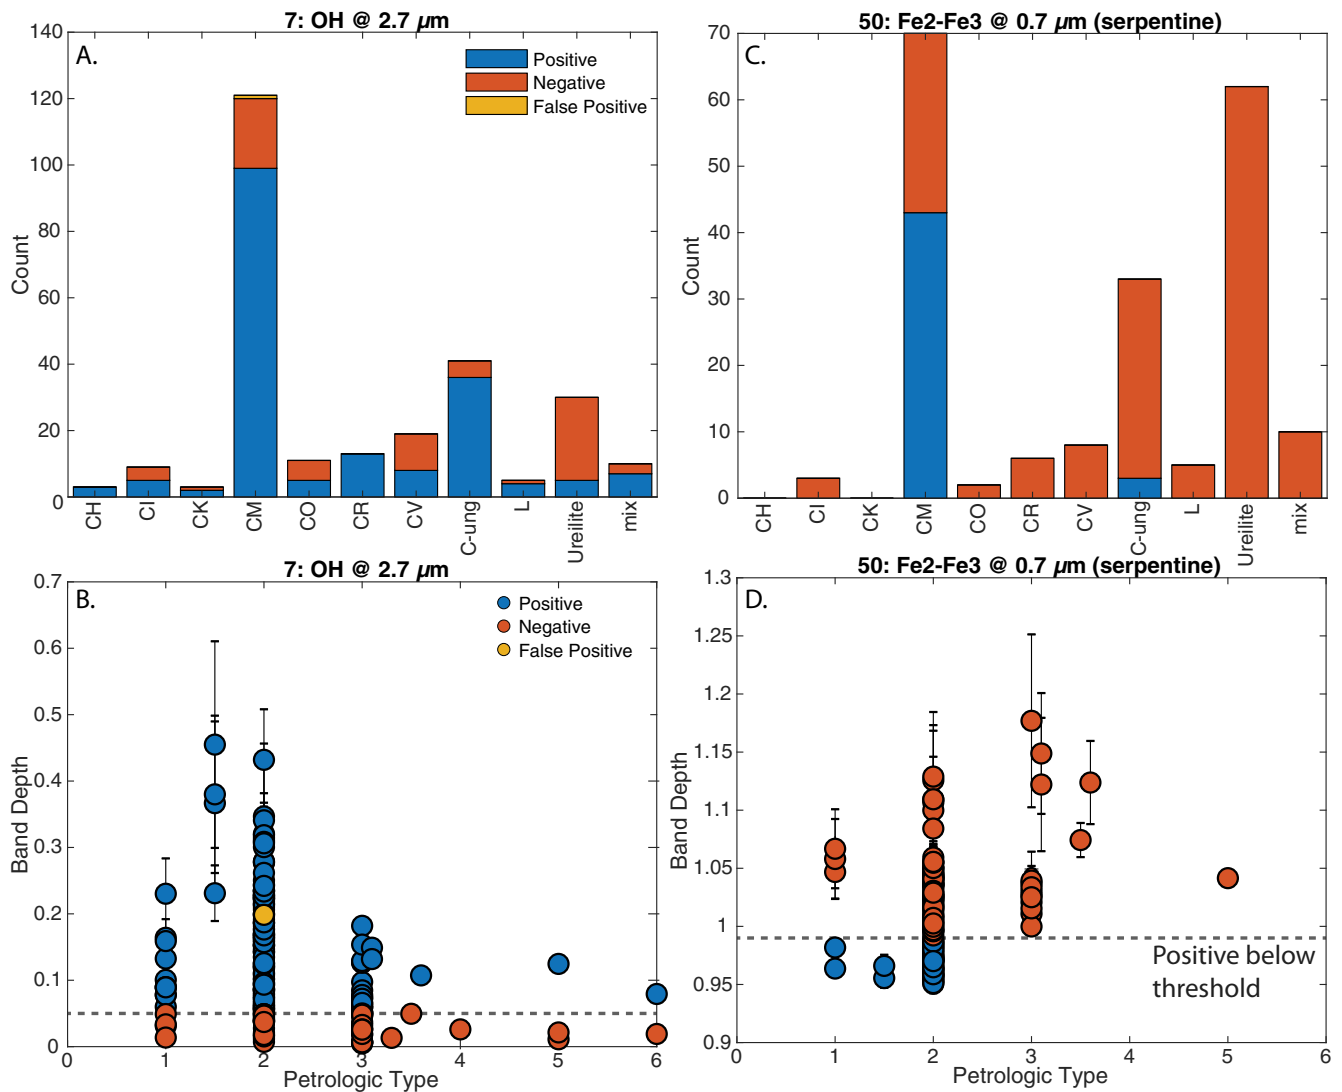 7: OH @ 2.7 µm
A.
Positive
Negative
False Positive
140
120
100
80
60
40
20
0
Count
CH
CI
CK
CM
CO
CR
CV
C-ung
L
Ureilite
mix
50: Fe2-Fe3 @ 0.7 µm (serpentine)
C.
70
60
50
40
30
20
10
0
Count
CH
CI
CK
CM
CO
CR
CV
C-ung
L
Ureilite
mix
7: OH @ 2.7 µm
B.
Positive
Negative
False Positive
0.7
0.6
0.5
0.4
0.3
0.2
0.1
0
Band Depth
0 1 2 3 4 5 6
Petrologic Type
50: Fe2-Fe3 @ 0.7 µm (serpentine)
D.
1.3
1.25
1.2
1.15
1.1
1.05
1
0.95
0.9
Band Depth
Positive below
threshold
0 1 2 3 4 5 6
Petrologic Type